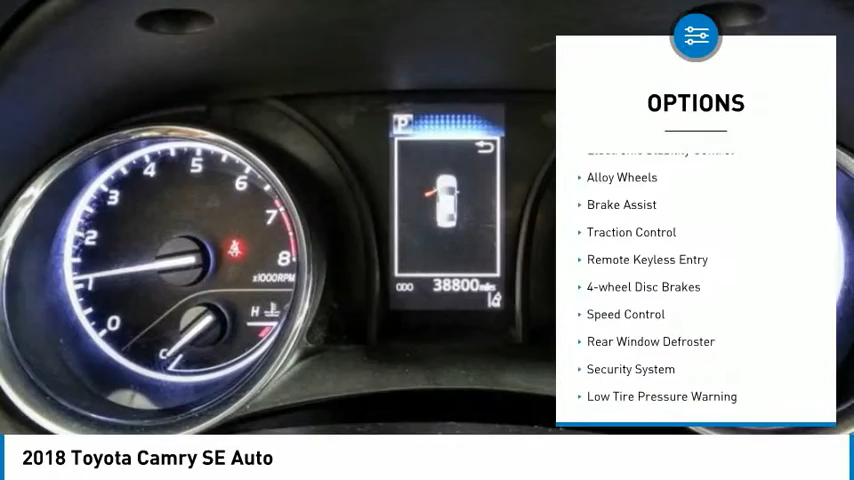 OPTIONS
Alloy Wheels
Brake Assist
Traction Control
Remote Keyless Entry
4-wheel Disc Brakes
Speed Control
Rear Window Defroster
Security System
Low Tire Pressure Warning
P
0
1
2
3
4
5
6
7
8
x1000RPM
H
C
ODO 38800 miles
2018 Toyota Camry SE Auto